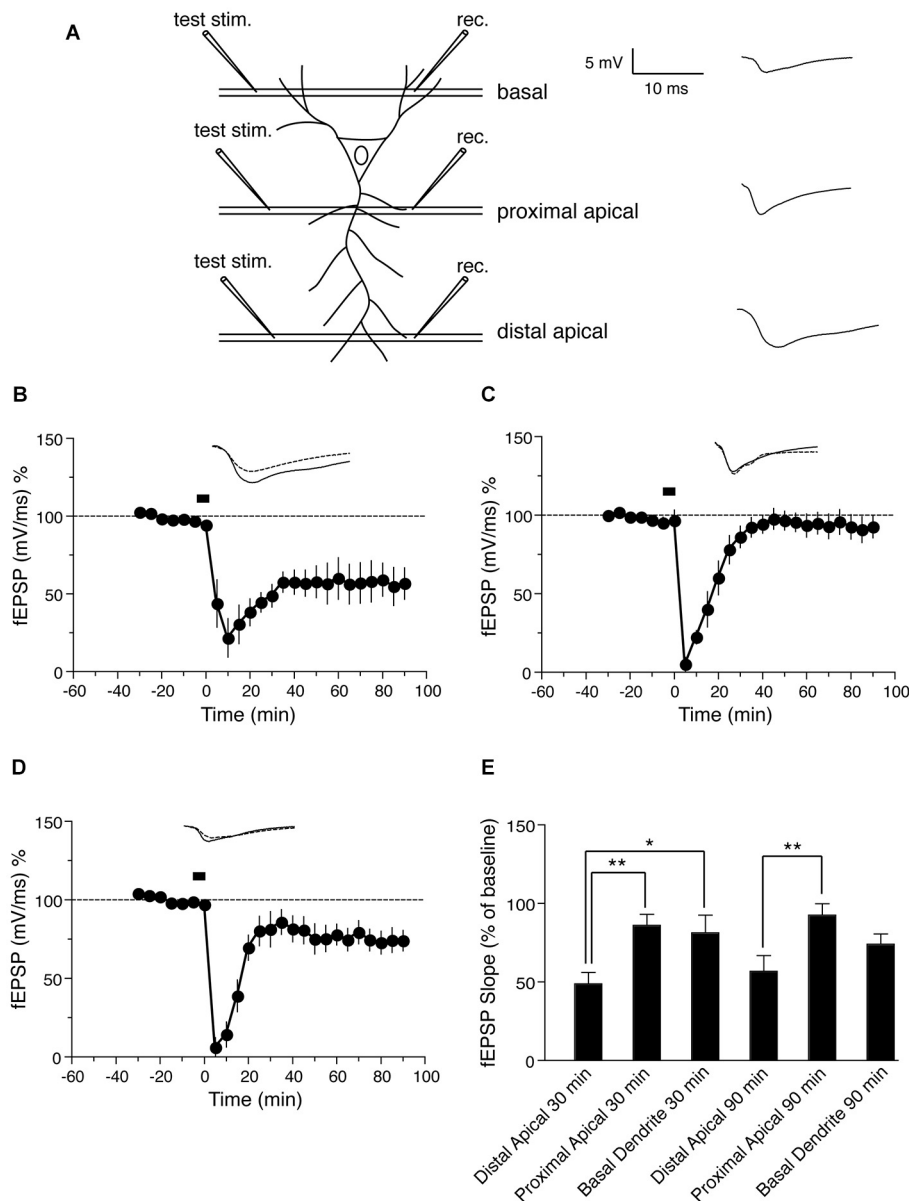 A
test stim.
rec.
basal
5 mV
10 ms
test stim.
rec.
proximal apical
test stim.
rec.
distal apical
B
fEPSP (mV/ms) %
150
100
50
0
-60 -40 -20 0 20 40 60 80 100
Time (min)
C
fEPSP (mV/ms) %
150
100
50
0
-60 -40 -20 0 20 40 60 80 100
Time (min)
D
fEPSP (mV/ms) %
150
100
50
0
-60 -40 -20 0 20 40 60 80 100
Time (min)
E
fEPSP Slope (% of baseline)
150
100
50
0
*
**
**
Distal Apical 30 min
Proximal Apical 30 min
Basal Dendrite 30 min
Distal Apical 90 min
Proximal Apical 90 min
Basal Dendrite 90 min